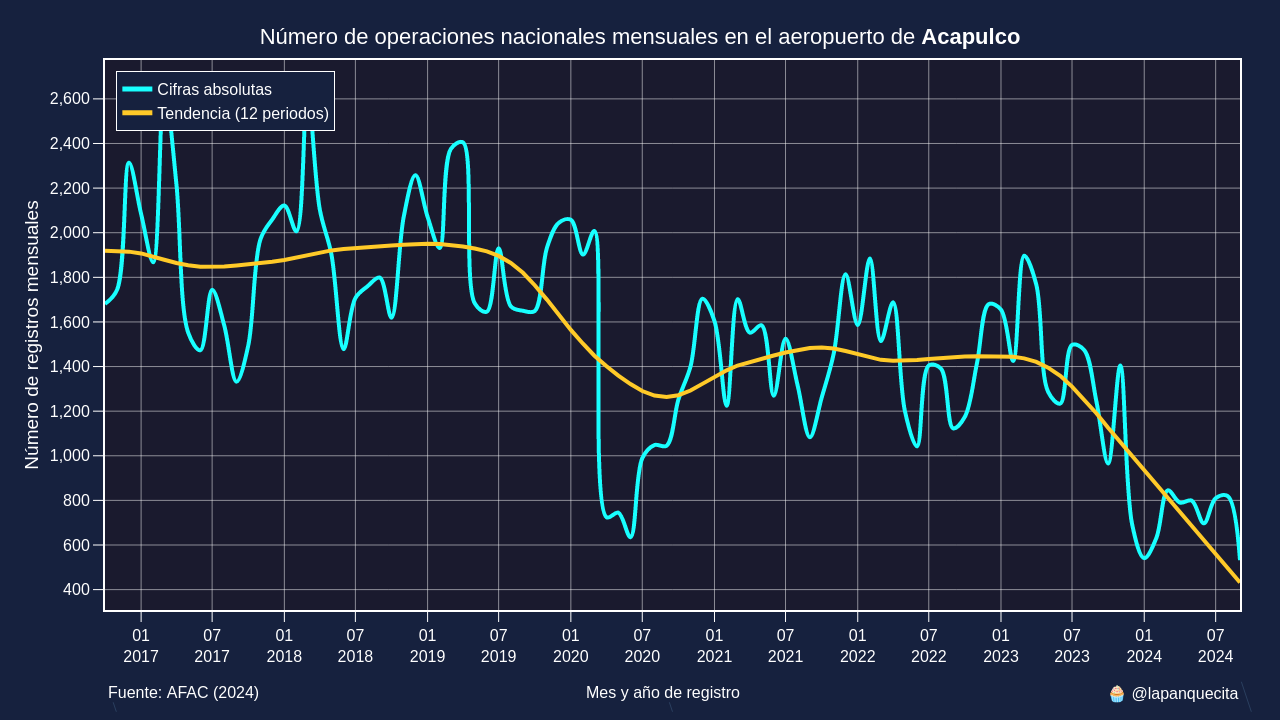 Número de operaciones nacionales mensuales en el aeropuerto de Acapulco
Cifras absolutas
Tendencia (12 periodos)
Número de registros mensuales
2,600
2,400
2,200
2,000
1,800
1,600
1,400
1,200
1,000
800
600
400
01 07 01 07 01 07 01 07 01 07 01 07 01 07 01 07
2017 2017 2018 2018 2019 2019 2020 2020 2021 2021 2022 2022 2023 2023 2024 2024
Fuente: AFAC (2024) Mes y año de registro 🧁 @lapanquecita